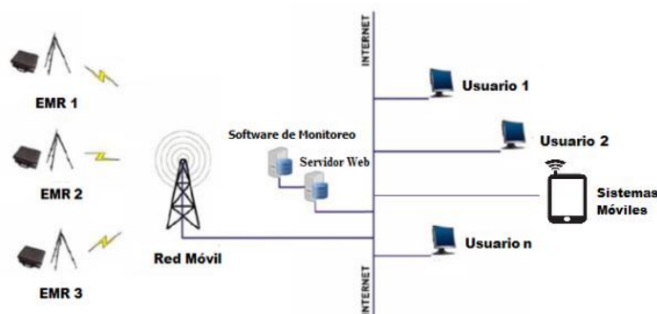 EMR 1
EMR 2
EMR 3
Red Móvil
Software de Monitoreo
Servidor Web
INTERNET
INTERNET
Usuario 1
Usuario 2
Sistemas
Móviles
Usuario n